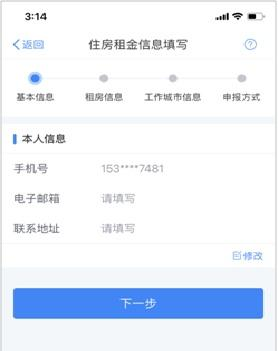 3:14
返回 住房租金信息填写
基本信息 租房信息 工作城市信息 申报方式
本人信息
手机号 153****7481
电子邮箱 请填写
联系地址 请填写
修改
下一步